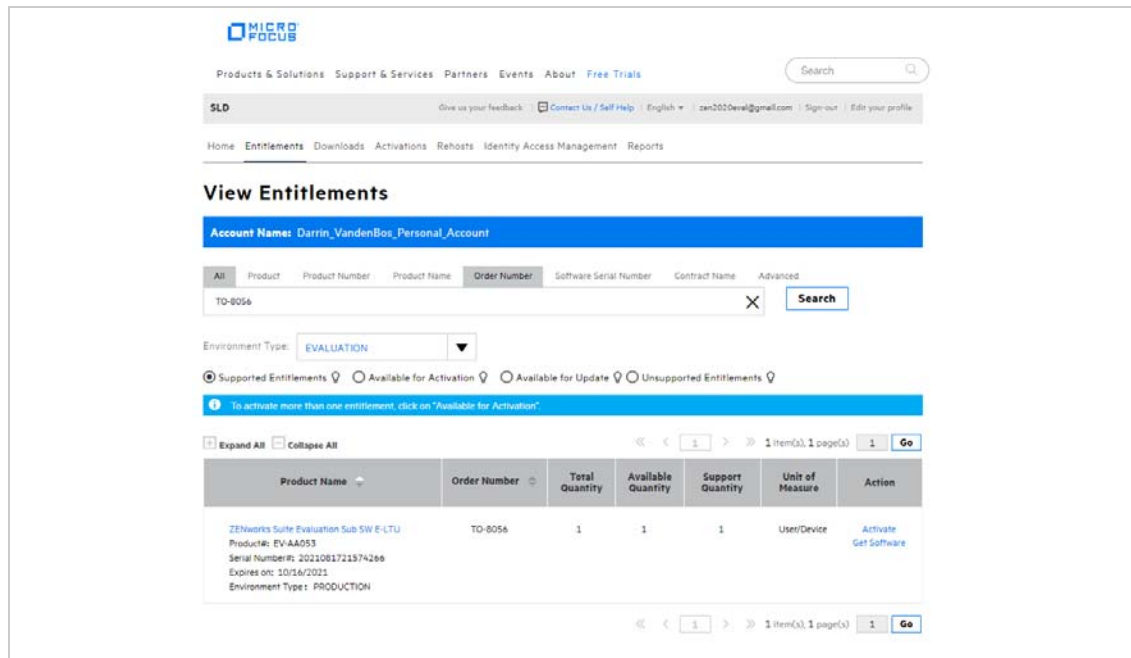 MICRO
FOCUS
Products & Solutions Support & Services Partners Events About Free Trials
Search
SLD
Give us your feedback Contact Us / Self Help English zen2020eval@gmail.com Sign-out Edit your profile
Home Entitlements Downloads Activations Rehosts Identity Access Management Reports
View Entitlements
Account Name: Darrin_VandenBos_Personal_Account
All Product Product Number Product Name Order Number Software Serial Number Contract Name Advanced
TO-8056
Search
Environment Type: EVALUATION
Supported Entitlements Available for Activation Available for Update Unsupported Entitlements
To activate more than one entitlement, click on "Available for Activation".
Expand All Collapse All
1 1 item(s), 1 page(s) 1 Go
Product Name Order Number Total Quantity Available Quantity Support Quantity Unit of Measure Action
ZENworks Suite Evaluation Sub SW E-LTU TO-8056 1 1 1 User/Device Activate
Product#: EV-AA053 Get Software
Serial Number#: 2021081721574266
Expires on: 10/16/2021
Environment Type: PRODUCTION
1 1 item(s), 1 page(s) 1 Go